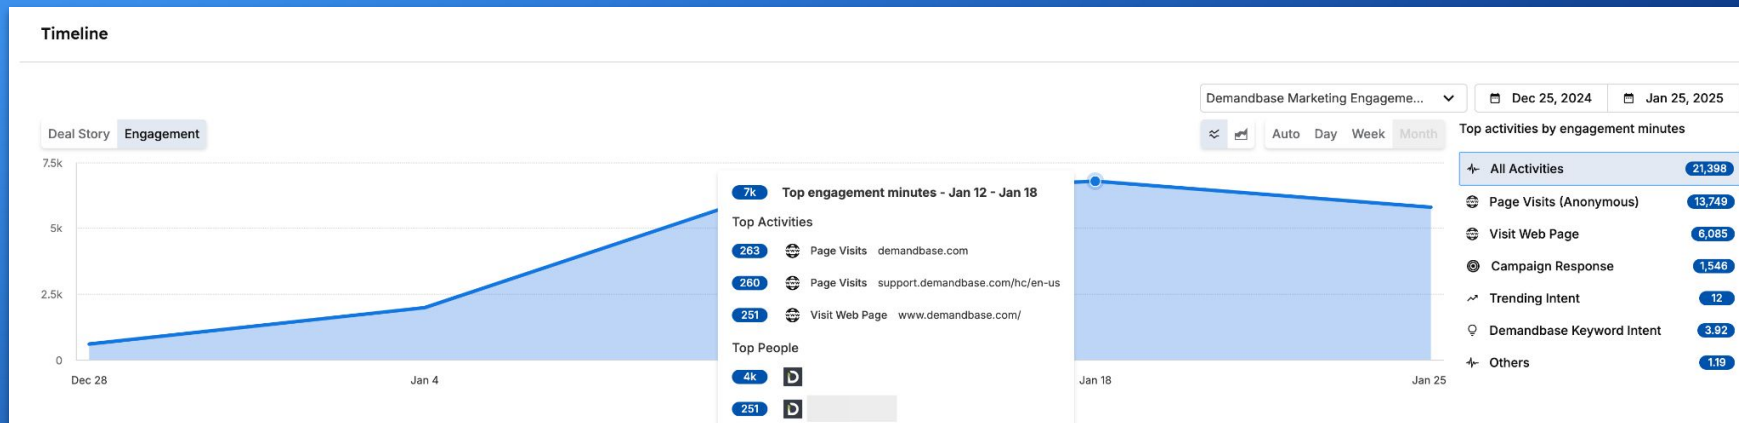 Timeline
Demandbase Marketing Engageme...
Dec 25, 2024
Jan 25, 2025
Deal Story
Engagement
Auto
Day
Week
Month
Top activities by engagement minutes
All Activities 21,398
Page Visits (Anonymous) 13,749
Visit Web Page 6,085
Campaign Response 1,546
Trending Intent 12
Demandbase Keyword Intent 3.92
Others 1.19
7.5k
5k
2.5k
0
Dec 28
Jan 4
Jan 18
Jan 25
7k Top engagement minutes - Jan 12 - Jan 18
Top Activities
263 Page Visits demandbase.com
260 Page Visits support.demandbase.com/hc/en-us
251 Visit Web Page www.demandbase.com/
Top People
4k D
251 D